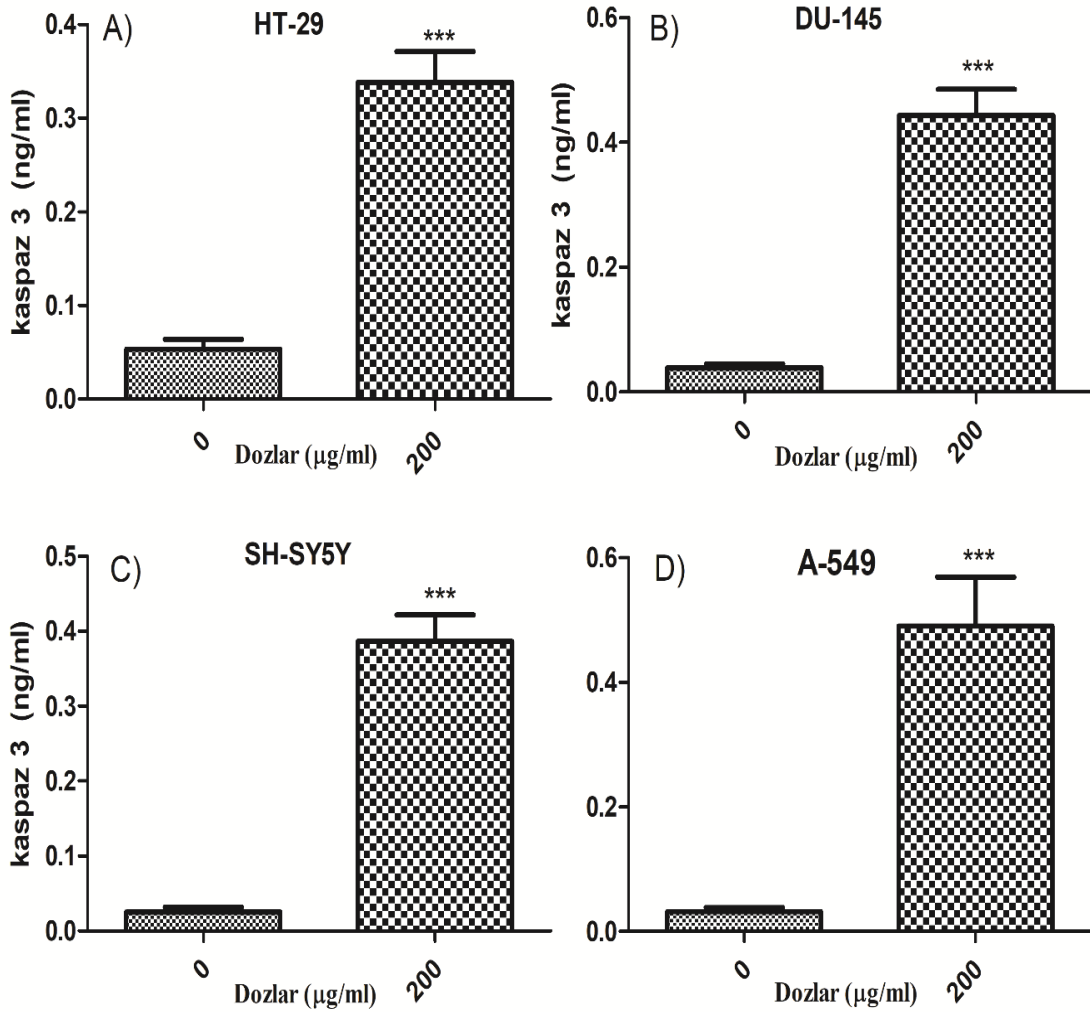 A)
HT-29
***
kaspaz 3 (ng/ml)
0.4
0.3
0.2
0.1
0.0
0
Dozlar (µg/ml)
200
B)
DU-145
***
kaspaz 3 (ng/ml)
0.6
0.4
0.2
0.0
0
Dozlar (µg/ml)
200
C)
SH-SY5Y
***
kaspaz 3 (ng/ml)
0.5
0.4
0.3
0.2
0.1
0.0
0
Dozlar (µg/ml)
200
D)
A-549
***
0.6
0.4
0.2
0.0
0
Dozlar (µg/ml)
200